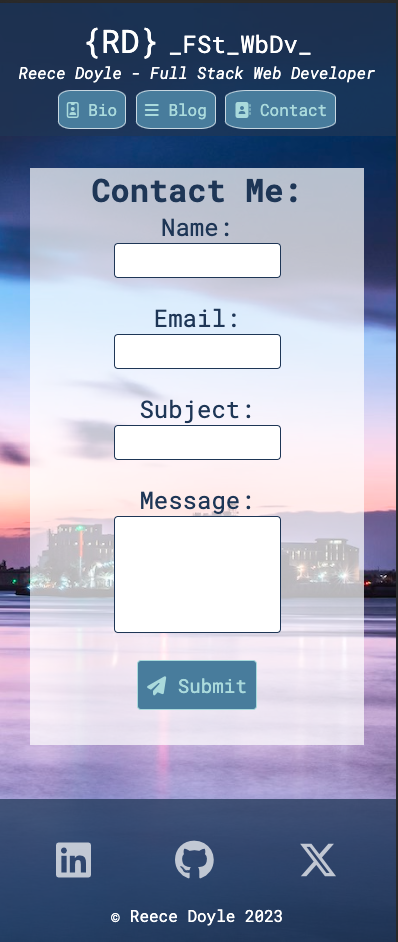 {RD} _FSt_WbDv_
Reece Doyle - Full Stack Web Developer
Bio Blog Contact
Contact Me:
Name:
Email:
Subject:
Message:
Submit
© Reece Doyle 2023